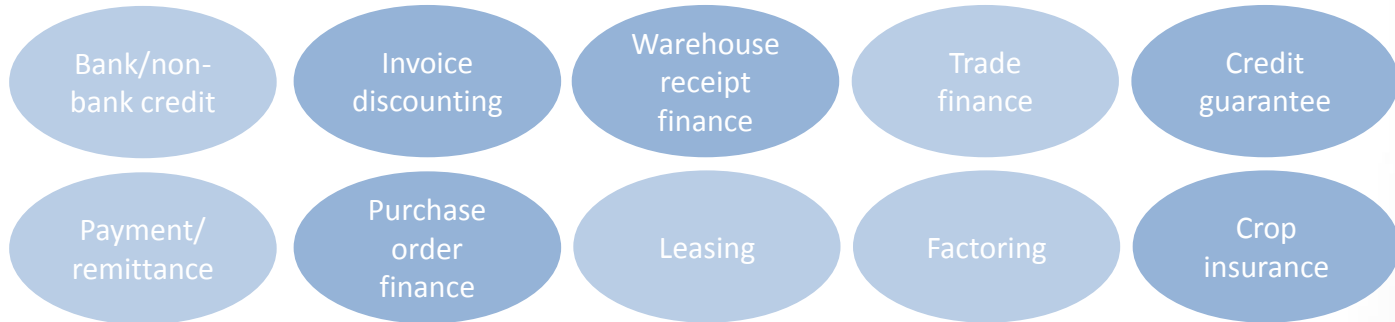 Bank/non-
bank credit
Invoice
discounting
Warehouse
receipt
finance
Trade
finance
Credit
guarantee
Payment/
remittance
Purchase
order
finance
Leasing
Factoring
Crop
insurance